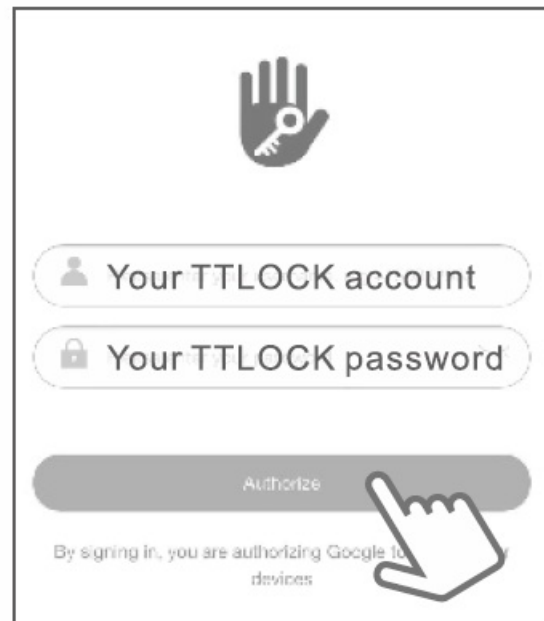 Your TTLOCK account
Your TTLOCK password
Authorize
By signing in, you are authorizing Google to
devices